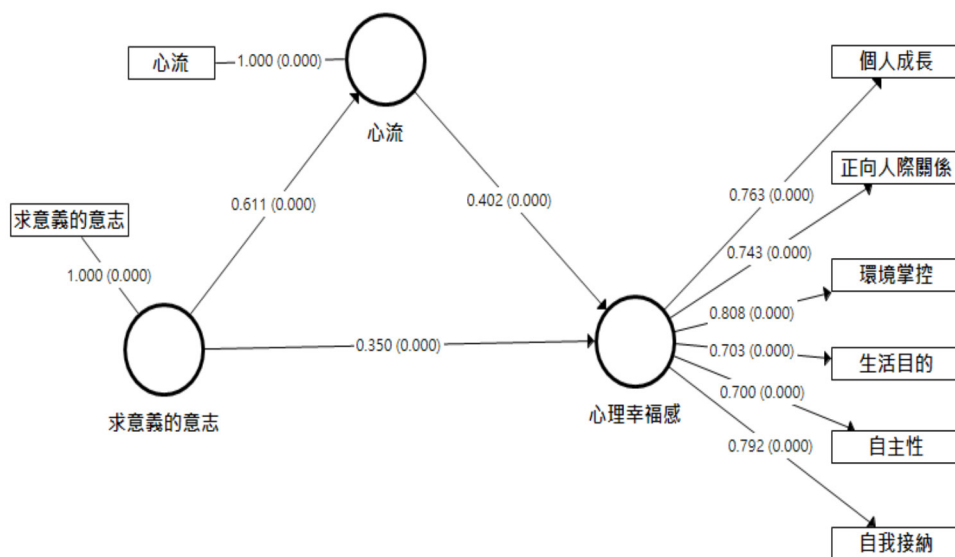 個人成長
心流
1.000 (0.000)
心流
正向人際關係
0.763 (0.000)
0.611 (0.000)
0.402 (0.000)
求意義的意志
0.743 (0.000)
1.000 (0.000)
環境掌控
0.808 (0.000)
0.350 (0.000)
0.703 (0.000)
生活目的
0.700 (0.000)
求意義的意志
心理幸福感
自主性
0.792 (0.000)
自我接納